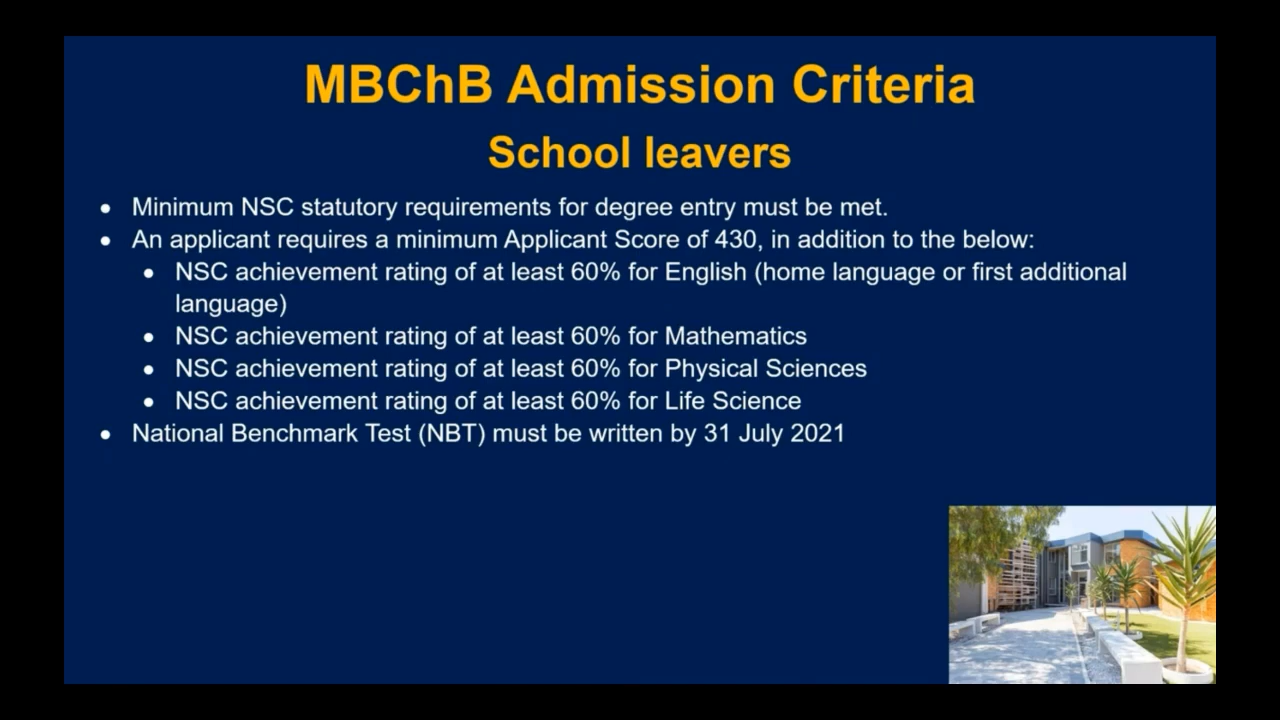 MBChB Admission Criteria
School leavers
• Minimum NSC statutory requirements for degree entry must be met.
• An applicant requires a minimum Applicant Score of 430, in addition to the below:
• NSC achievement rating of at least 60% for English (home language or first additional
language)
• NSC achievement rating of at least 60% for Mathematics
• NSC achievement rating of at least 60% for Physical Sciences
• NSC achievement rating of at least 60% for Life Science
• National Benchmark Test (NBT) must be written by 31 July 2021